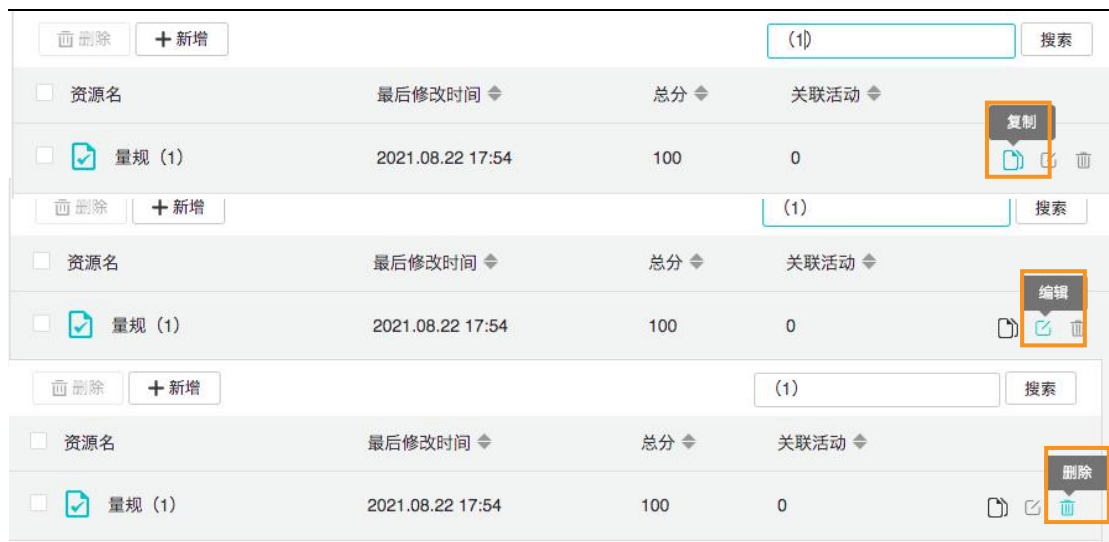 删除 新增 （1） 搜索
资源名 最后修改时间 总分 关联活动
复制
量规（1） 2021.08.22 17:54 100 0
删除 新增 （1） 搜索
资源名 最后修改时间 总分 关联活动
编辑
量规（1） 2021.08.22 17:54 100 0
删除 新增 （1） 搜索
资源名 最后修改时间 总分 关联活动
删除
量规（1） 2021.08.22 17:54 100 0